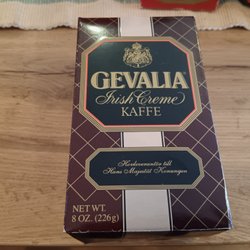 GEVALIA
Irish Creme
KAFFE
Hovleverantör till
Hans Majestät Konungen
NET WT.
8 OZ. (226g)